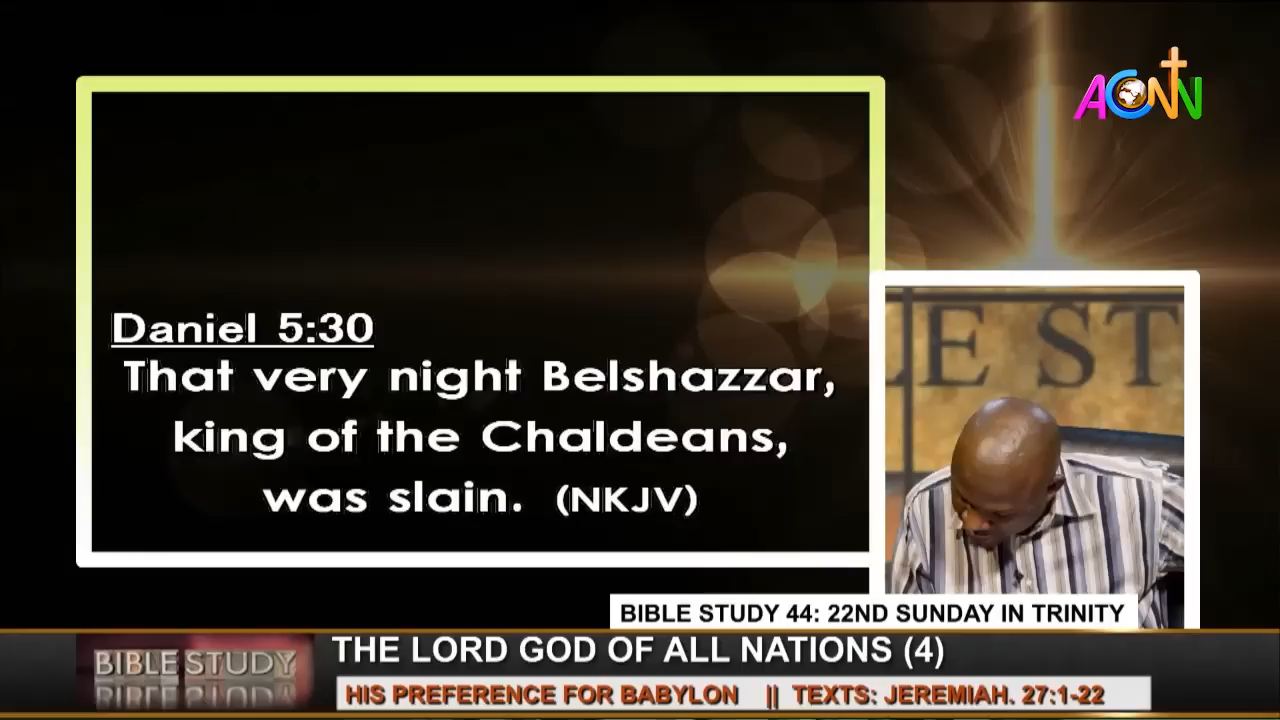 ACNN
Daniel 5:30
That very night Belshazzar,
king of the Chaldeans,
was slain. (NKJV)
LE ST
BIBLE STUDY 44: 22ND SUNDAY IN TRINITY
BIBLE STUDY
THE LORD GOD OF ALL NATIONS (4)
HIS PREFERENCE FOR BABYLON || TEXTS: JEREMIAH. 27:1-22